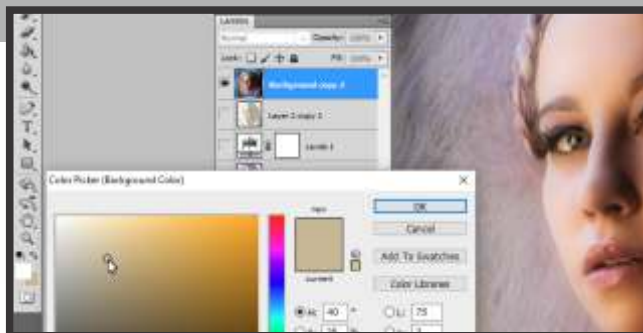 LAYERS
Normal
Opacity: 100%
Lock:
Fill: 100%
Background copy 3
Layer 2 copy 2
Levels 1
Color Picker (Background Color)
new
OK
Cancel
current
Add To Swatches
Color Libraries
H: 40 °
L: 75